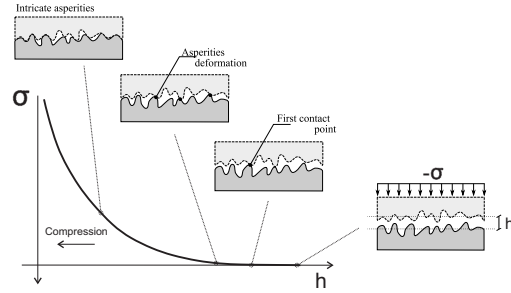 Intricate asperities
Asperities
deformation
First contact
point
σ
-σ
h
Compression
h